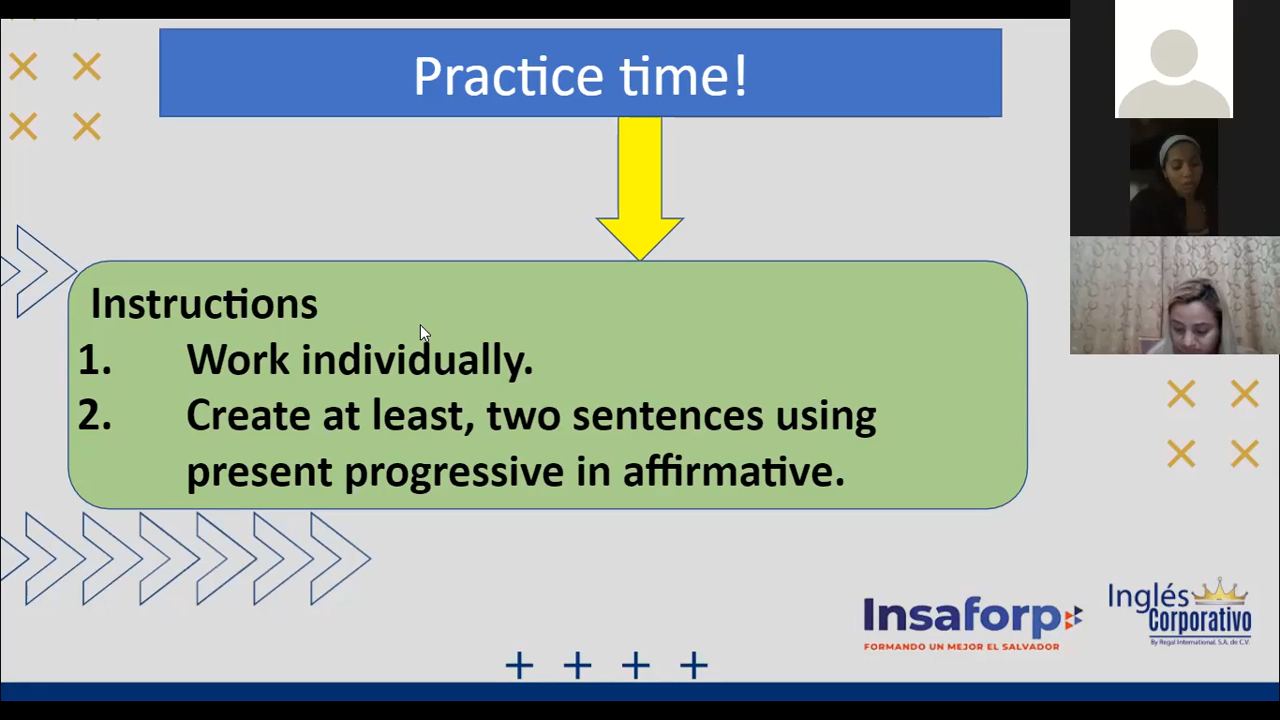 Practice time!
Instructions
1. Work individually.
2. Create at least, two sentences using
present progressive in affirmative.
Insaforp
FORMANDO UN MEJOR EL SALVADOR
Inglés
Corporativo
By Regal International, S.A. de C.V.